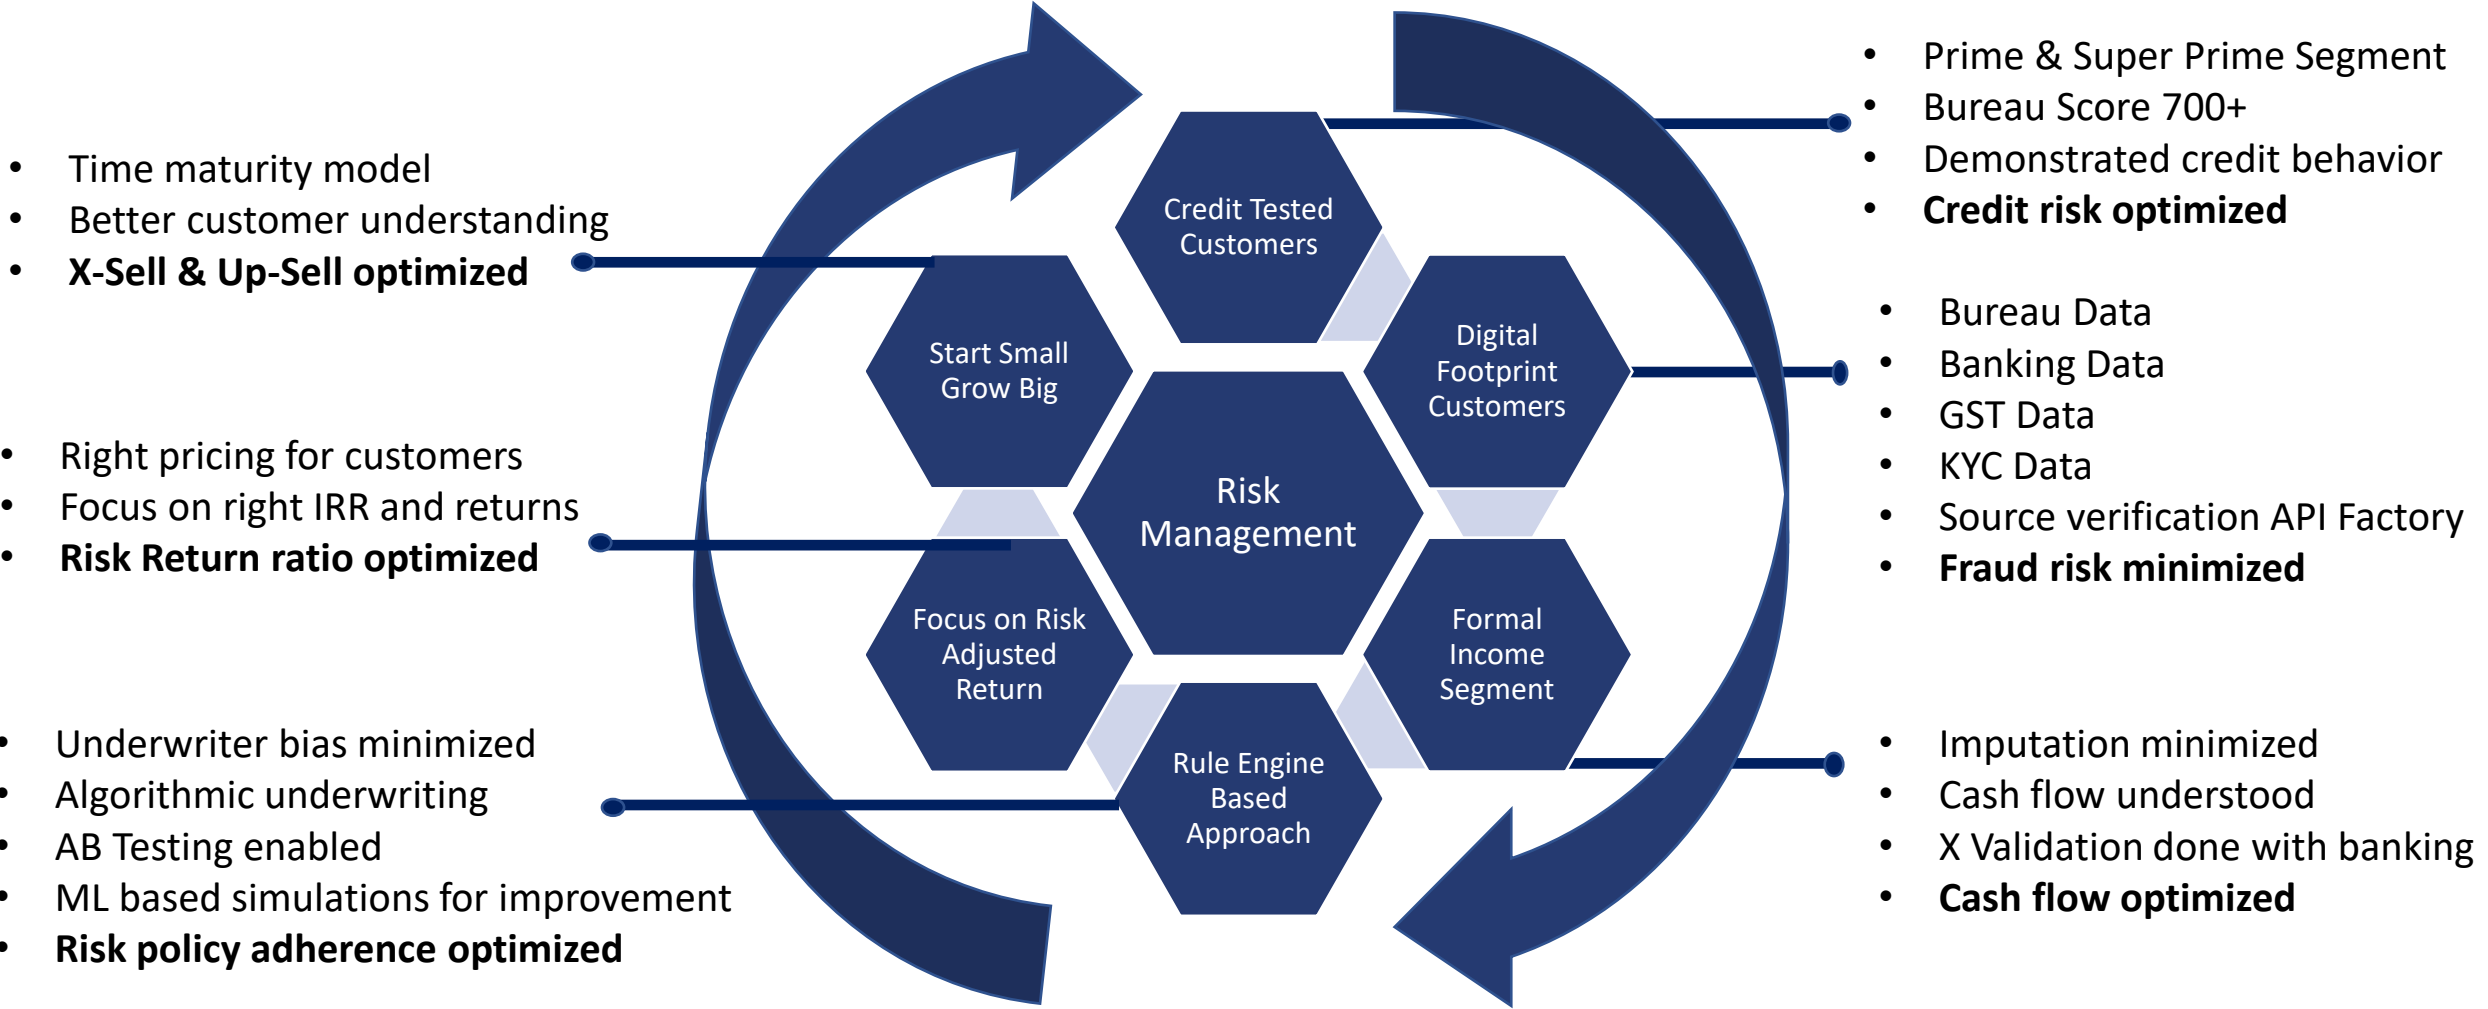 • Time maturity model
• Better customer understanding
• X-Sell & Up-Sell optimized
• Right pricing for customers
• Focus on right IRR and returns
• Risk Return ratio optimized
• Underwriter bias minimized
• Algorithmic underwriting
• AB Testing enabled
• ML based simulations for improvement
• Risk policy adherence optimized
Credit Tested
Customers
Digital
Footprint
Customers
Formal
Income
Segment
Rule Engine
Based
Approach
Focus on Risk
Adjusted
Return
Start Small
Grow Big
Risk
Management
• Prime & Super Prime Segment
• Bureau Score 700+
• Demonstrated credit behavior
• Credit risk optimized
• Bureau Data
• Banking Data
• GST Data
• KYC Data
• Source verification API Factory
• Fraud risk minimized
• Imputation minimized
• Cash flow understood
• X Validation done with banking
• Cash flow optimized